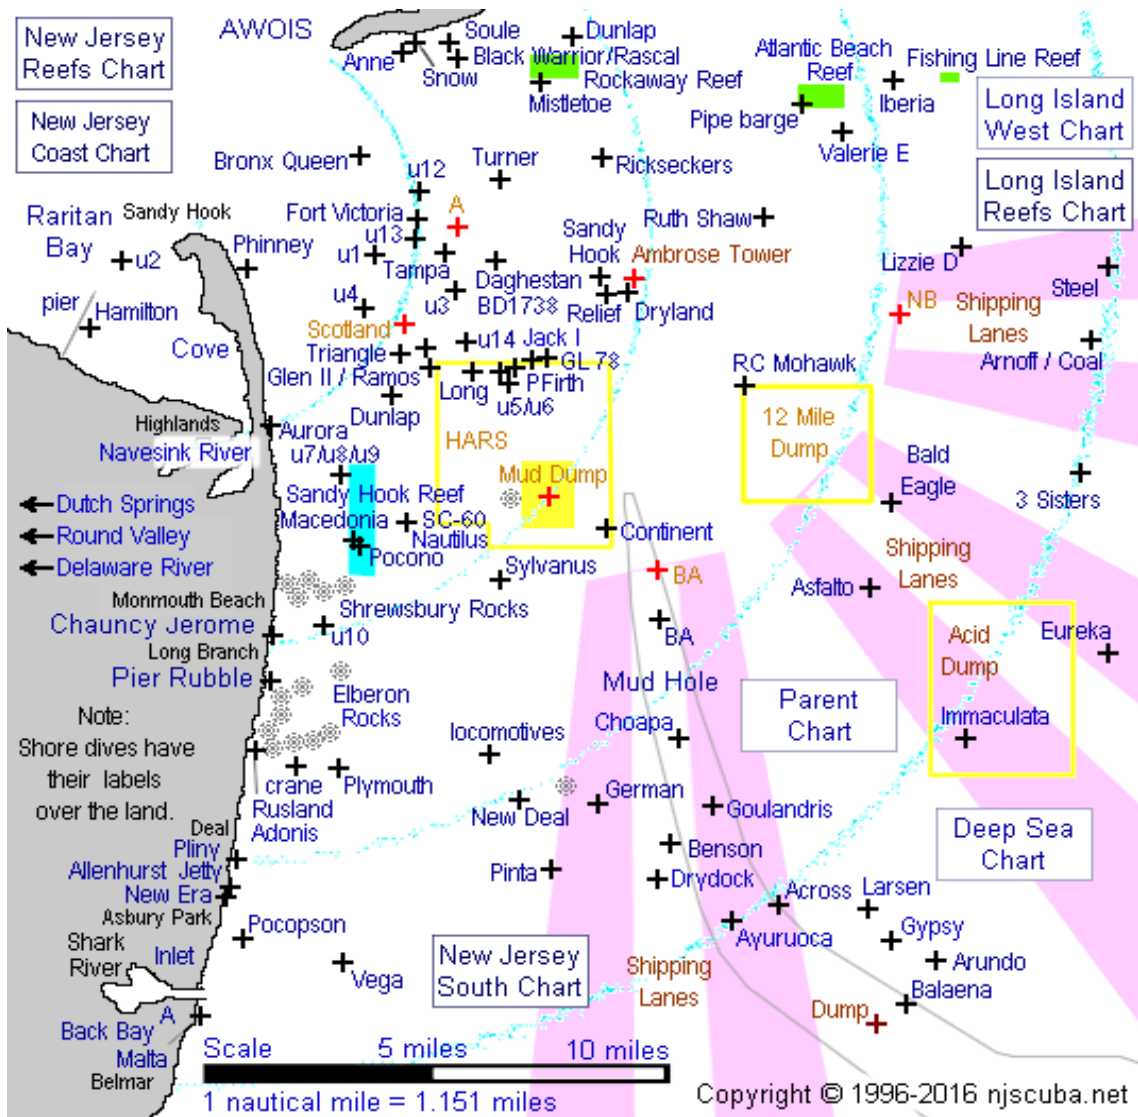 New Jersey
Reefs Chart
AWOIS
Soule
Dunlap
Black Warrior/Rascal
Anne
Snow
Rockaway Reef
Mistletoe
Atlantic Beach
Reef
Fishing Line Reef
Iberia
Pipe barge
Valerie E
Long Island
West Chart
New Jersey
Coast Chart
Bronx Queen
Turner
Rickseckers
u12
Long Island
Reefs Chart
Raritan
Bay
Sandy Hook
Fort Victoria
A
Ruth Shaw
Phinney
u13
Sandy
Hook
Ambrose Tower
u2
u1
Tampa
Daghestan
Lizzie D
Steel
pier
Hamilton
u4
u3
BD1738
Relief
Dryland
NB
Shipping
Lanes
Scotland
Cove
Triangle
u14
Jack I
GL 78
RC Mohawk
Arnoff / Coal
Glen II / Ramos
Long
PFirth
u5/u6
Dunlap
Highlands
Aurora
HARS
12 Mile
Dump
Navesink River
u7/u8/u9
Mud Dump
Bald
Eagle
Dutch Springs
Sandy Hook Reef
3 Sisters
Macedonia
SC-60
Round Valley
Nautilus
Continent
Pocono
Shipping
Lanes
Delaware River
Sylvanus
BA
Asfalto
Monmouth Beach
Shrewsbury Rocks
Chauncy Jerome
u10
BA
Acid
Dump
Eureka
Long Branch
Pier Rubble
Elberon
Rocks
Mud Hole
Parent
Chart
Note:
Shore dives have
their labels
over the land.
locomotives
Choapa
Immaculata
crane
Plymouth
Rusland
Adonis
New Deal
German
Goulandris
Deep Sea
Chart
Deal
Pliny
Allenhurst Jetty
Benson
Pinta
Drydock
New Era
Across
Larsen
Asbury Park
Pocopson
Ayuruoca
Gypsy
Shark
River
Inlet
Vega
New Jersey
South Chart
Shipping
Lanes
Arundo
Balaena
Dump
A
Back Bay
Malta
Belmar
Scale
5 miles
10 miles
1 nautical mile = 1.151 miles
Copyright © 1996-2016 njscuba.net